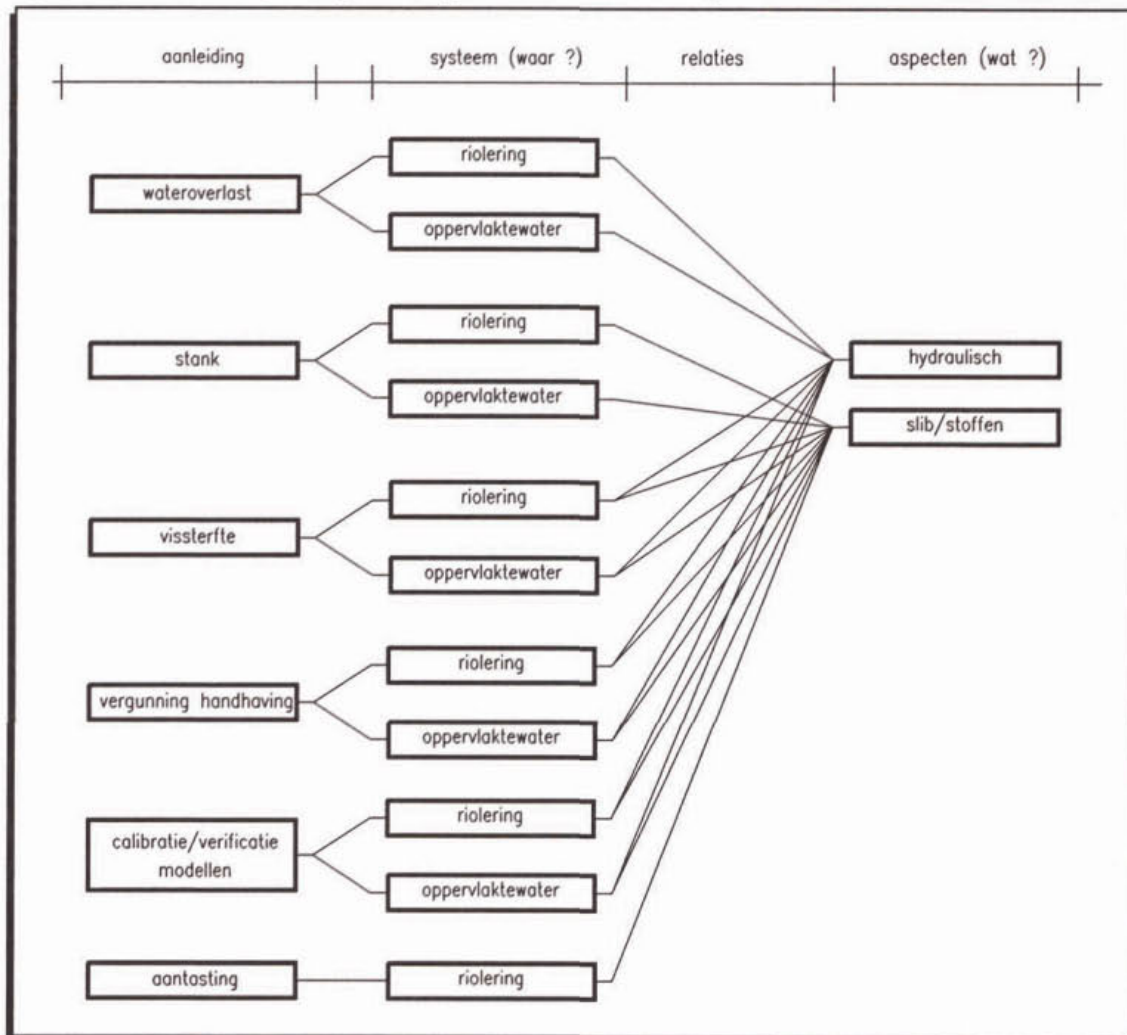 aanleiding
systeem (waar ?)
relaties
aspecten (wat ?)
wateroverlast
riolering
oppervlaktewater
stank
riolering
oppervlaktewater
hydraulisch
slib/stoffen
vissterfte
riolering
oppervlaktewater
vergunning handhaving
riolering
oppervlaktewater
calibratie/verificatie
modellen
riolering
oppervlaktewater
aantasting
riolering